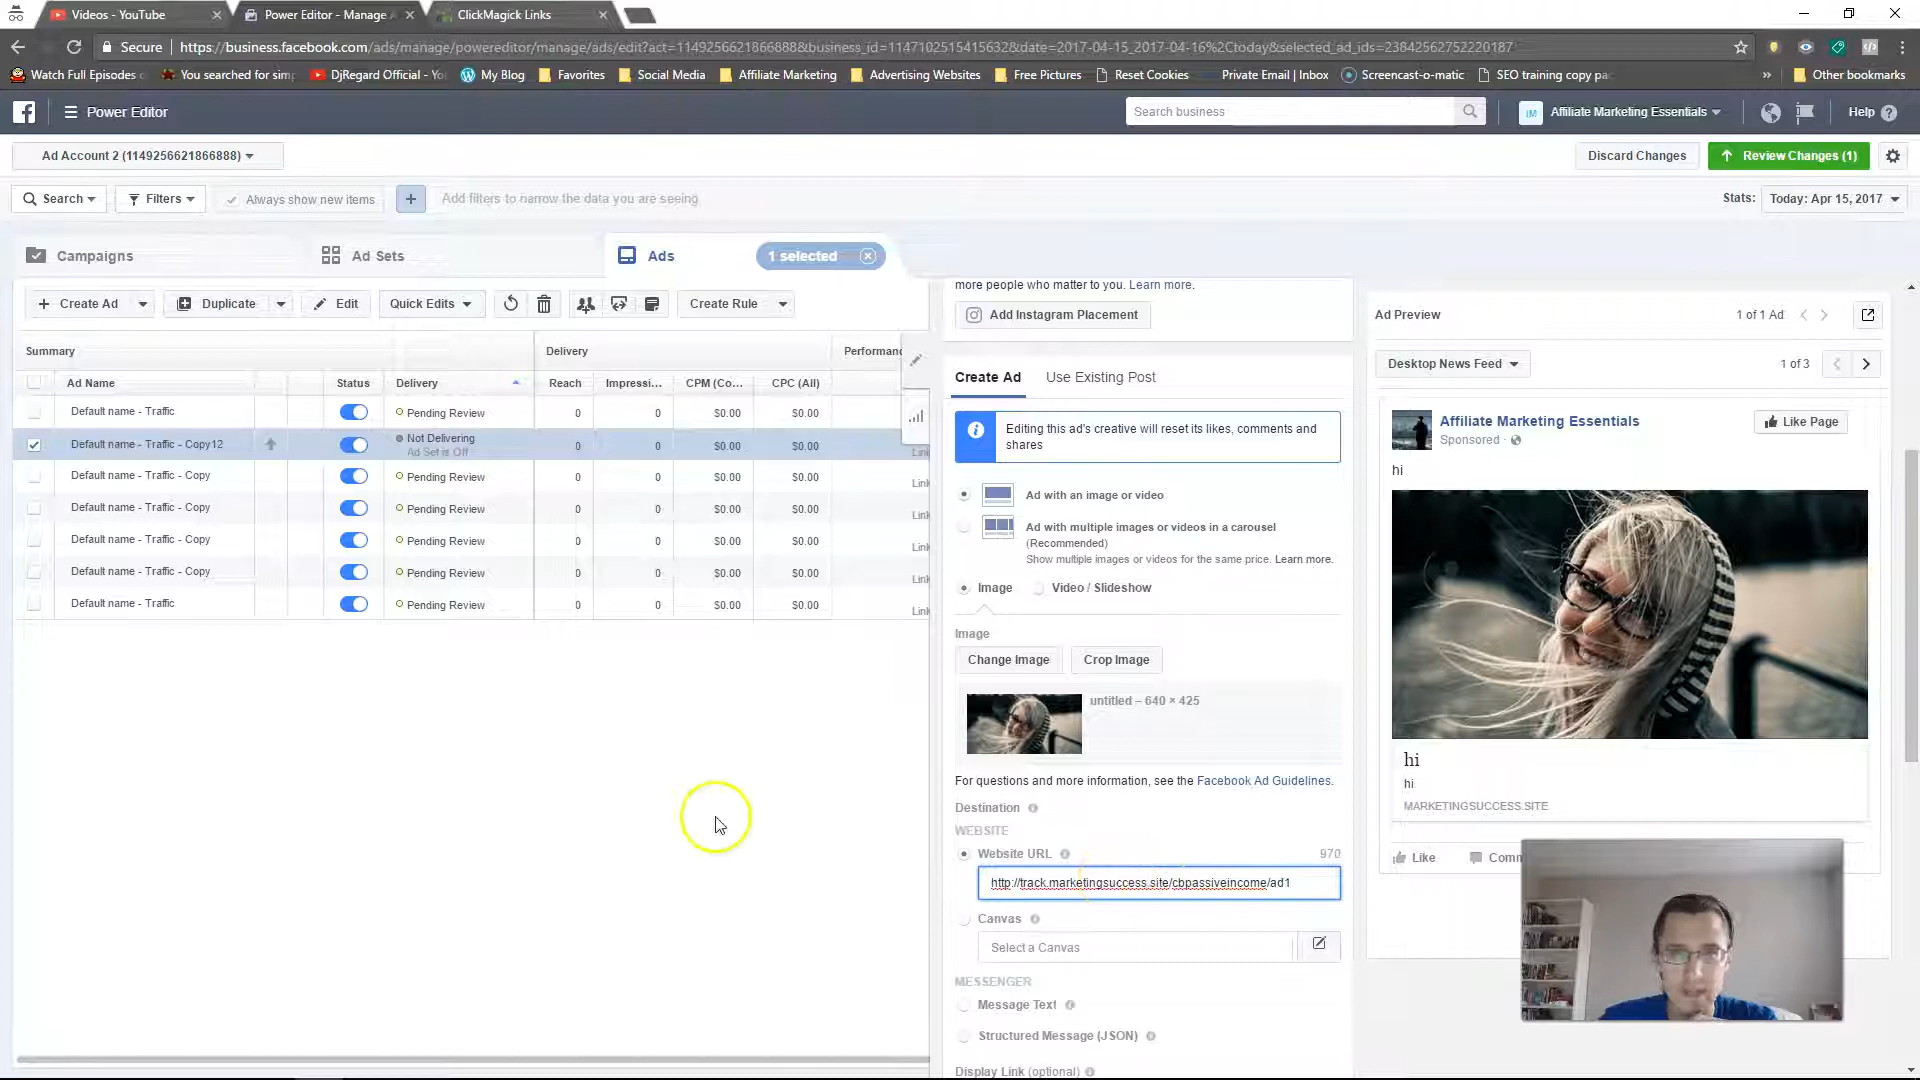 Videos - YouTube
Power Editor - Manage
ClickMagick Links
Secure
https://business.facebook.com/ads/manage/powereditor/manage/ads/edit?act=1149256621866888&business_id=1147102515415632&date=2017-04-15_2017-04-16%2Ctoday&selected_ad_ids=23842562752220187
Watch Full Episodes o
You searched for sim
DjRegard Official - Yo
My Blog
Favorites
Social Media
Affiliate Marketing
Advertising Websites
Free Pictures
Reset Cookies
Private Email | Inbox
Screencast-o-matic
SEO training copy pa
Other bookmarks
Power Editor
Search business
IM
Affiliate Marketing Essentials
Help
Ad Account 2 (1149256621866888)
Discard Changes
Review Changes (1)
Search
Filters
Always show new items
+
Add filters to narrow the data you are seeing
Stats:
Today: Apr 15, 2017
Campaigns
Ad Sets
Ads
1 selected
+ Create Ad
Duplicate
Edit
Quick Edits
Create Rule
Summary
Delivery
Performanc
Ad Name
Status
Delivery
Reach
Impressi...
CPM (Co...
CPC (All)
Default name - Traffic
Pending Review
0
0
$0.00
$0.00
Default name - Traffic - Copy12
Not Delivering
Ad Set is Off
0
0
$0.00
$0.00
Link
Default name - Traffic - Copy
Pending Review
0
0
$0.00
$0.00
Link
Default name - Traffic - Copy
Pending Review
0
0
$0.00
$0.00
Link
Default name - Traffic - Copy
Pending Review
0
0
$0.00
$0.00
Link
Default name - Traffic - Copy
Pending Review
0
0
$0.00
$0.00
Link
Default name - Traffic
Pending Review
0
0
$0.00
$0.00
Link
more people who matter to you. Learn more.
Add Instagram Placement
Create Ad
Use Existing Post
Editing this ad's creative will reset its likes, comments and
shares
Ad with an image or video
Ad with multiple images or videos in a carousel
(Recommended)
Show multiple images or videos for the same price. Learn more.
Image
Video / Slideshow
Image
Change Image
Crop Image
untitled – 640 × 425
For questions and more information, see the Facebook Ad Guidelines.
Destination
WEBSITE
Website URL
970
http://track.marketingsuccess.site/cbpassiveincome/ad1
Canvas
Select a Canvas
MESSENGER
Message Text
Structured Message (JSON)
Display Link (optional)
Ad Preview
1 of 1 Ad
Desktop News Feed
1 of 3
Affiliate Marketing Essentials
Sponsored ·
Like Page
hi
hi
hi
MARKETINGSUCCESS.SITE
Like
Comm